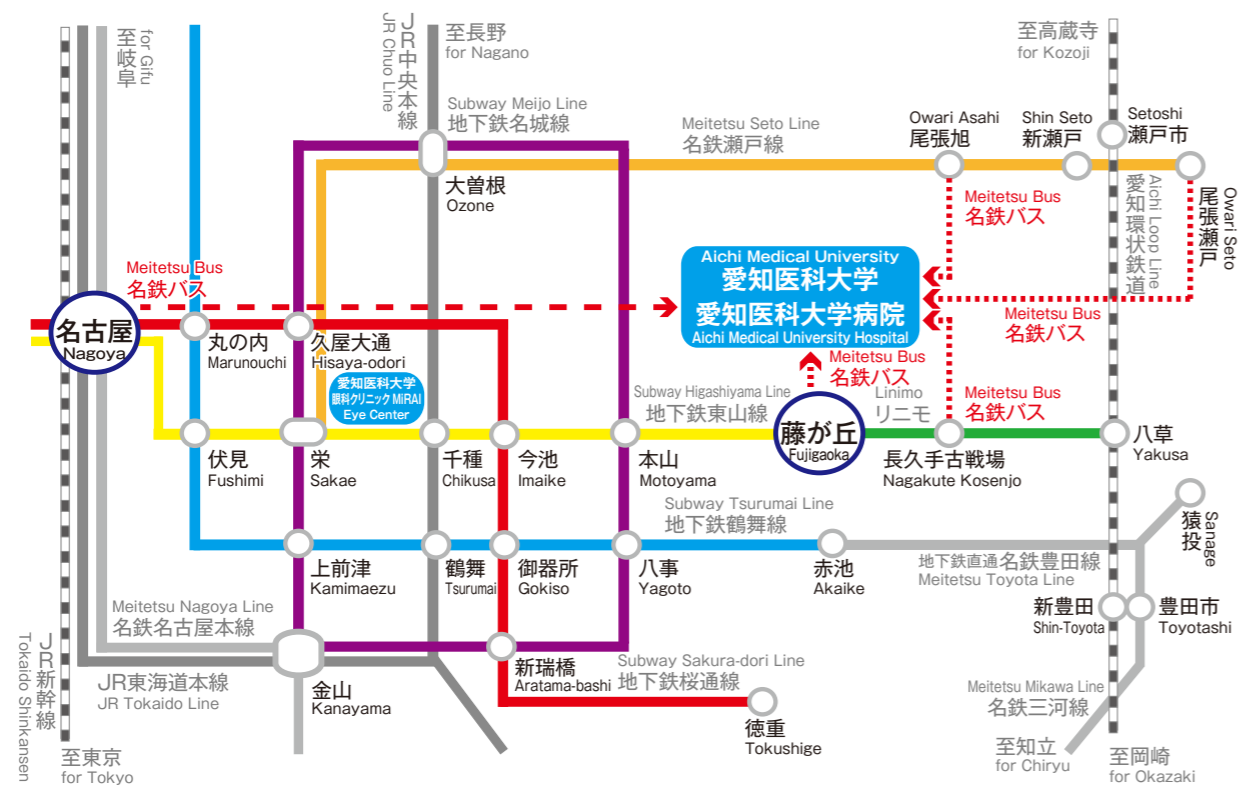 for Gifu
至岐阜
JR中央本線
JR Chuo Line
至長野
for Nagano
至高蔵寺
for Kozoji
Subway Meijo Line
地下鉄名城線
Meitetsu Seto Line
名鉄瀬戸線
Owari Asahi
尾張旭
Shin Seto
新瀬戸
Setoshi
瀬戸市
大曽根
Ozone
Meitetsu Bus
名鉄バス
Aichi Loop Line
愛知環状鉄道
Owari Seto
尾張瀬戸
Meitetsu Bus
名鉄バス
Aichi Medical University
愛知医科大学
愛知医科大学病院
Aichi Medical University Hospital
名古屋
Nagoya
丸の内
Marunouchi
久屋大通
Hisaya-odori
Meitetsu Bus
名鉄バス
Meitetsu Bus
名鉄バス
愛知医科大学
眼科クリニック MiRAI
Eye Center
Subway Higashiyama Line
地下鉄東山線
藤が丘
Fujigaoka
Linimo
リニモ
Meitetsu Bus
名鉄バス
伏見
Fushimi
栄
Sakae
千種
Chikusa
今池
Imaike
本山
Motoyama
長久手古戦場
Nagakute Kosenjo
八草
Yakusa
Subway Tsurumai Line
地下鉄鶴舞線
Sanage
猿投
上前津
Kamimaezu
鶴舞
Tsurumai
御器所
Gokiso
八事
Yagoto
赤池
Akaike
地下鉄直通名鉄豊田線
Meitetsu Toyota Line
Meitetsu Nagoya Line
名鉄名古屋本線
新豊田
Shin-Toyota
豊田市
Toyotashi
JR新幹線
Tokaido Shinkansen
JR東海道本線
JR Tokaido Line
金山
Kanayama
新瑞橋
Aratama-bashi
Subway Sakura-dori Line
地下鉄桜通線
徳重
Tokushige
Meitetsu Mikawa Line
名鉄三河線
至東京
for Tokyo
至知立
for Chiryu
至岡崎
for Okazaki